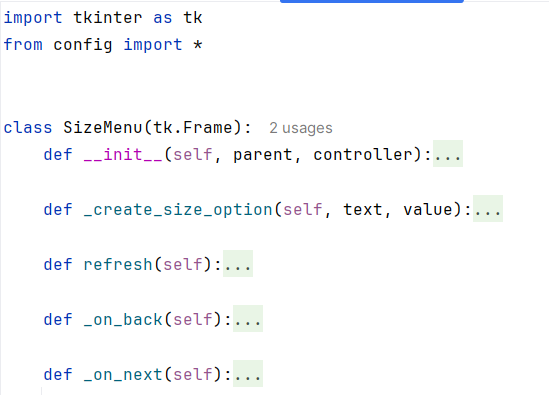 import tkinter as tk
from config import *
class SizeMenu(tk.Frame): 2 usages
def __init__(self, parent, controller):...
def _create_size_option(self, text, value):...
def refresh(self):...
def _on_back(self):...
def _on_next(self):...